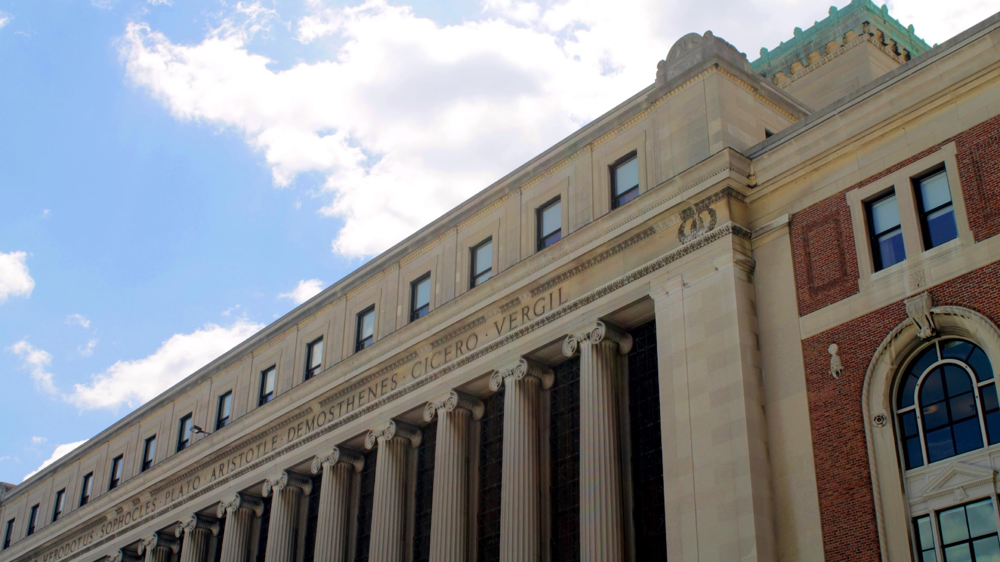 HERODOTUS · SOPHOCLES · PLATO · ARISTOTLE · DEMOSTHENES · CICERO · VERGIL